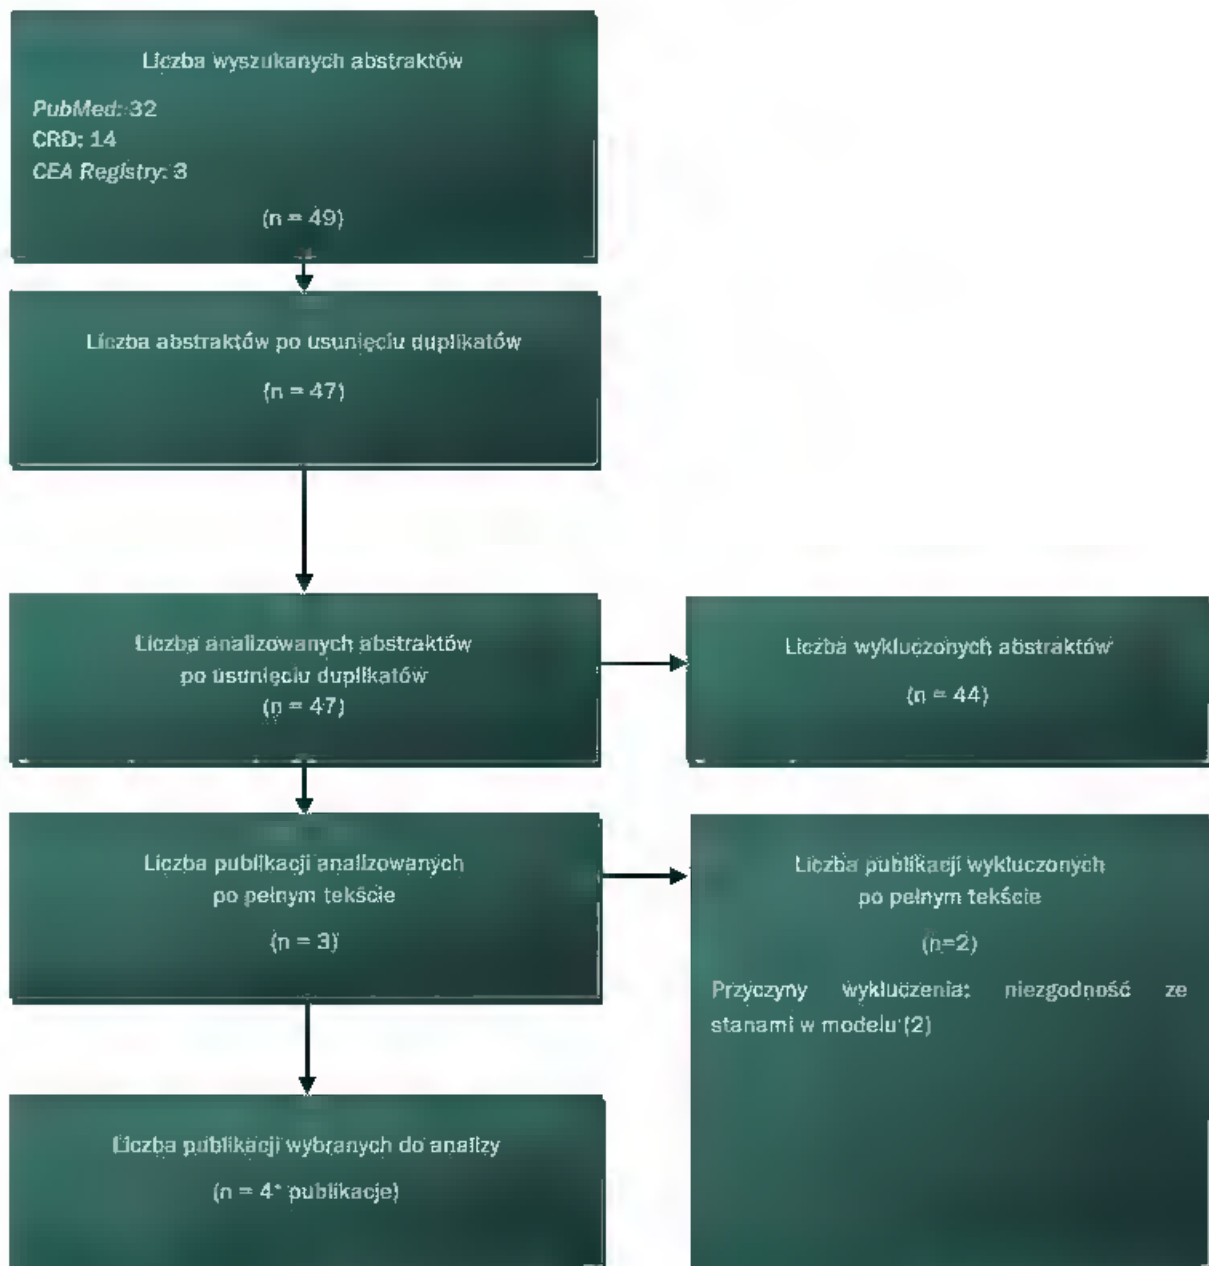 Liczba wyszukanych abstraktów
PubMed: 32
CRD: 14
CEA Registry: 3
(n = 49)
Liczba abstraktów po usunięciu duplikatów
(n = 47)
Liczba analizowanych abstraktów
po usunięciu duplikatów
(n = 47)
Liczba wykluczonych abstraktów
(n = 44)
Liczba publikacji analizowanych
po pełnym tekście
(n = 3)
Liczba publikacji wykluczonych
po pełnym tekście
(n=2)
Przyczyny wykluczenia: niezgodność ze
stanami w modelu (2)
Liczba publikacji wybranych do analizy
(n = 4* publikacje)